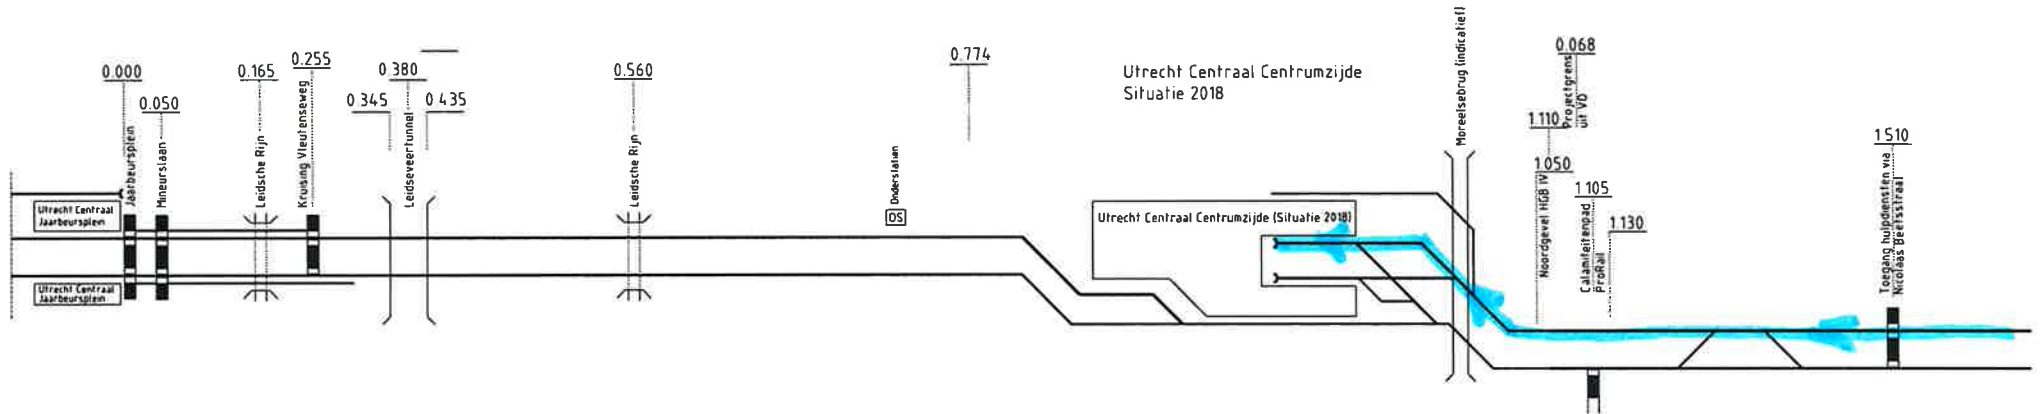 0.000
0.050
0.165
0.255
0.345
0.380
0.435
0.560
0.774
Utrecht Centraal Centrumzijde
Situatie 2018
0.068
1.110
1.050
1.105
1.130
1.510
Jaarbeursplein
Mineurslaan
Leidsche Rijn
Kruising Vleutenseweg
Leidseveertunnel
Leidsche Rijn
Onderstation
OS
Moreelsebrug (indicatief)
Noordgevel HGB IV
Projectgrens
uit VO
Calamiteitenpad
ProRail
Toegang hulpdiensten via
Nicolaas Beetsstraat
Utrecht Centraal
Jaarbeursplein
Utrecht Centraal
Jaarbeursplein
Utrecht Centraal Centrumzijde (Situatie 2018)